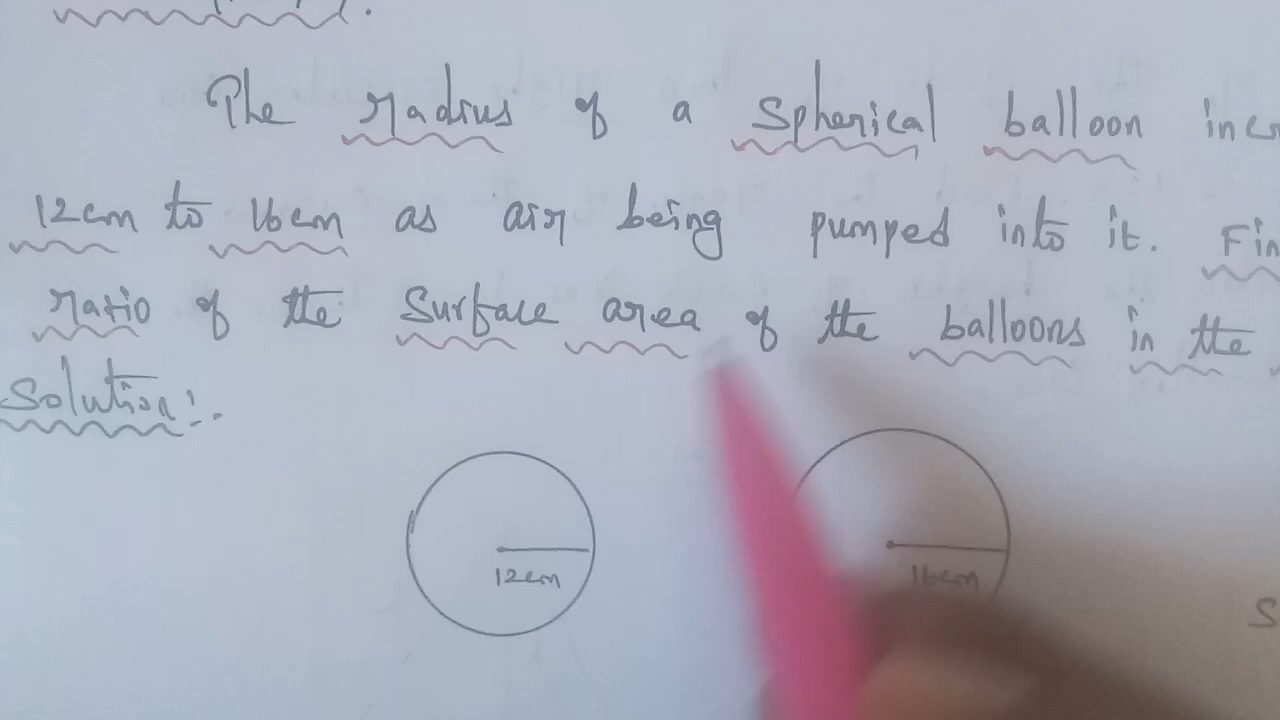 The radius of a Spherical balloon
12cm to 16cm as air being pumped into it.
ratio of the Surface area of the balloons in the
Solution:-
12cm
16cm